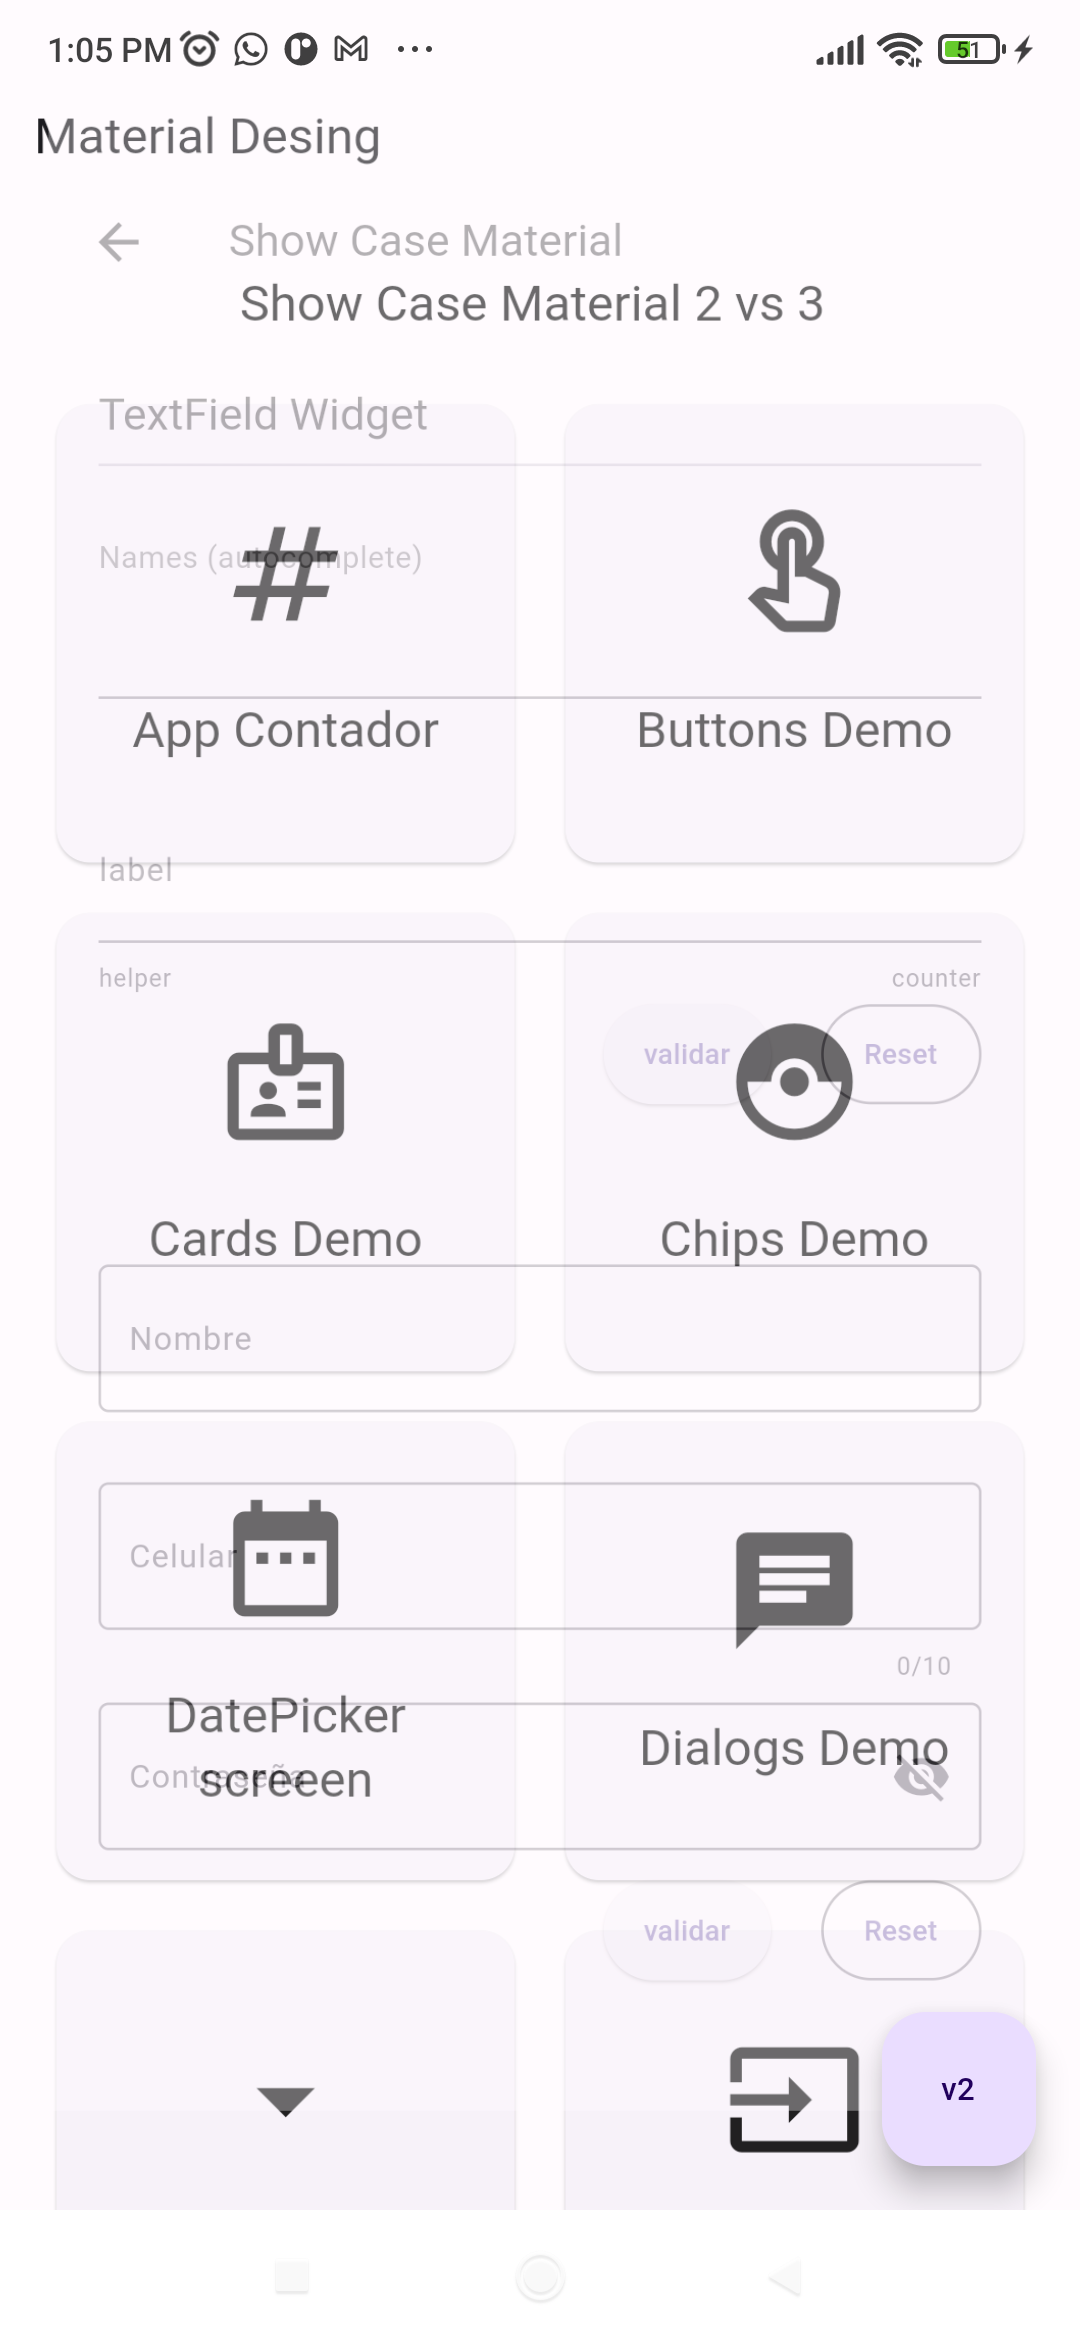 1:05 PM
51
Material Desing
Show Case Material
Show Case Material 2 vs 3
TextField Widget
Names (autocomplete)
App Contador
Buttons Demo
label
helper
counter
validar
Reset
Cards Demo
Chips Demo
Nombre
Celular
0/10
DatePicker
screeen
Dialogs Demo
Contraseña
validar
Reset
v2